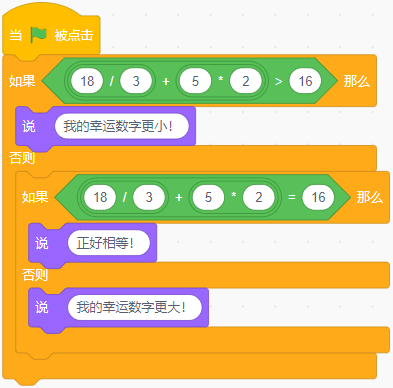 当 被点击
如果 18 / 3 + 5 * 2 > 16 那么
说 我的幸运数字更小！
否则
如果 18 / 3 + 5 * 2 = 16 那么
说 正好相等！
否则
说 我的幸运数字更大！